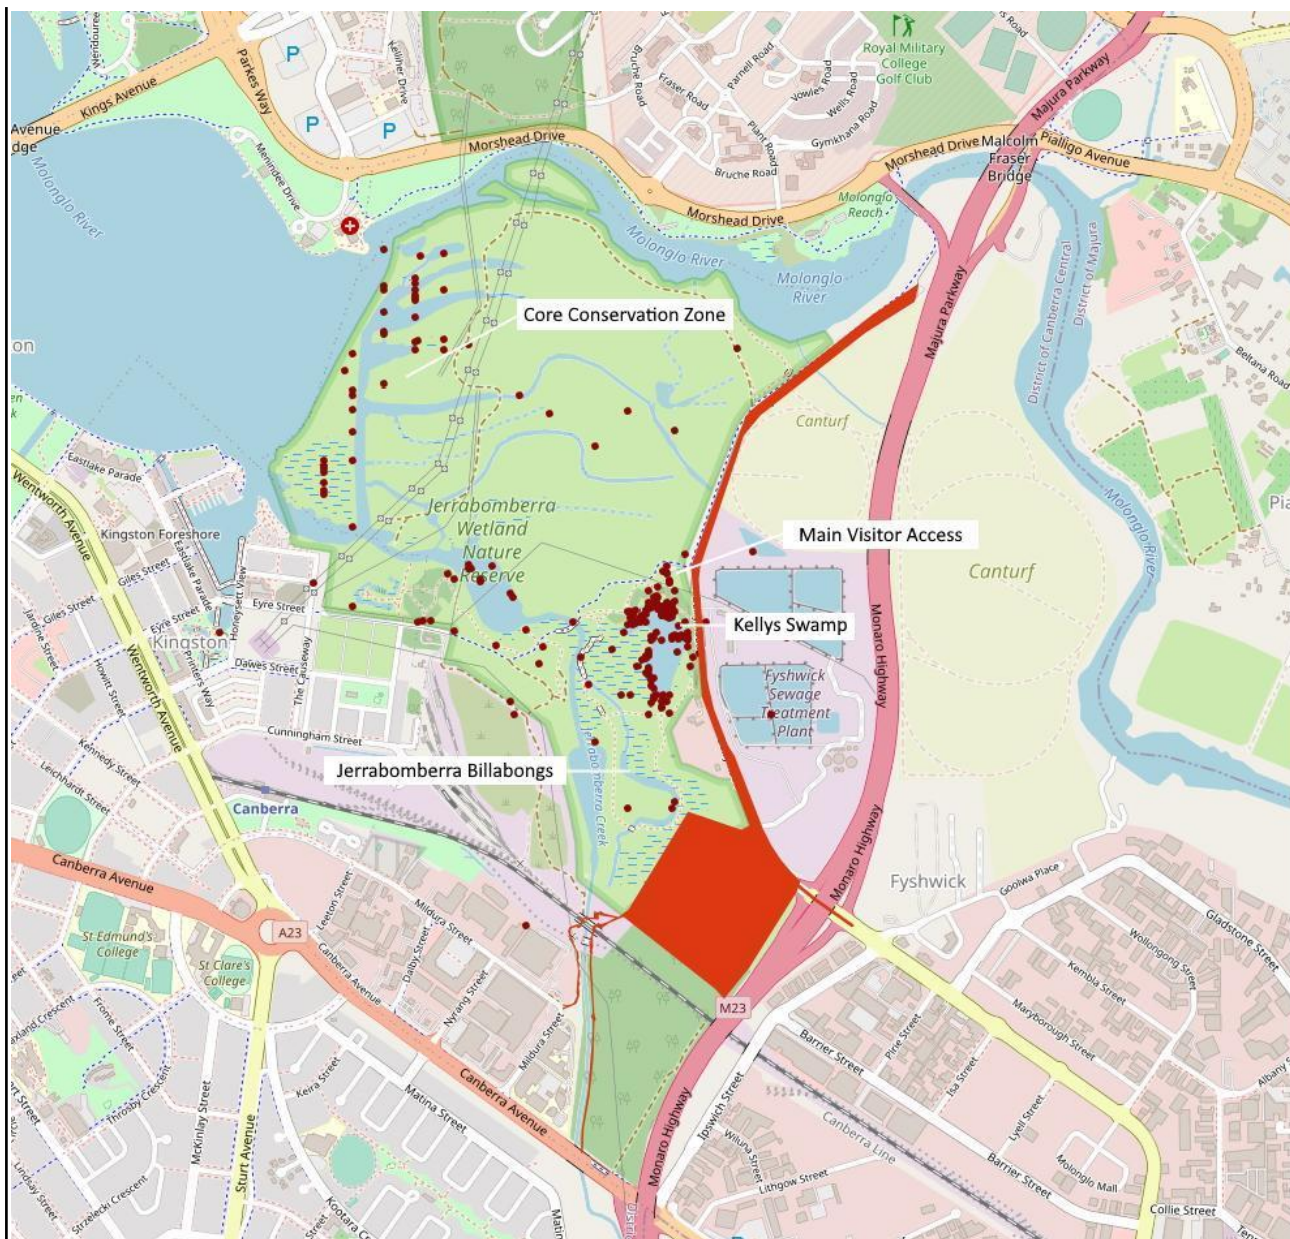 Kings Avenue
Parkes Way
Kelliher Drive
P
P
P
Bruche Road
Parnell Road
Fraser Road
Vowles Road
Wells Road
Plant Road
Gymkhana Road
Bruche Road
Royal Military
College
Golf Club
Majura Parkway
Majura Parkway
Avenue
dge
Molonglo River
Menindee Drive
Morshead Drive
Morshead Drive
Morshead Drive
Malcolm
Fraser
Bridge
Pialligo Avenue
Molonglo
Reach
Molonglo River
Molonglo
River
District of Canberra Central
District of Majura
Beltana Road
Core Conservation Zone
on
Majura Parkway
Canturf
Molonglo River
Pia
Eastlake Parade
Wentworth Avenue
Kingston Foreshore
Jerrabomberra
Wetland
Nature
Reserve
Main Visitor Access
Canturf
Giles Street
Eastlake Parade
Honeysett View
Eyre Street
Giles Street
Eyre Street
Jardine Street
Kingston
Kellys Swamp
Monaro Highway
Howitt Street
Printers Way
Dawes Street
The Causeway
Wentworth Avenue
Fyshwick
Sewage
Treatment
Plant
Cunningham Street
Kennedy Street
Leichhardt Street
Jerrabomberra Billabongs
Jerrabomberra Creek
Canberra
Monaro Highway
Canberra Avenue
Fyshwick
Goolwa Place
Gladstone Street
Leeton Street
Mildura Street
A23
St Edmund's
College
St Clare's
College
Dalby Street
Nyrang Street
Canberra Avenue
Wollongong Street
Kembla Street
Maryborough Street
Albany S
M23
Frome Street
Throsby Crescent
Keira Street
Mildura Street
Barrier Street
Pirie Street
Isa Street
McKinlay Street
Matina Street
Canberra Avenue
Ipswich Street
Lyell Street
Canberra Line
Sturt Avenue
Monaro Highway
Wiluna Street
Lithgow Street
Barrier Street
Molonglo Mall
Lindsay Street
Strzelecki Crescent
Kootara
Collie Street
P